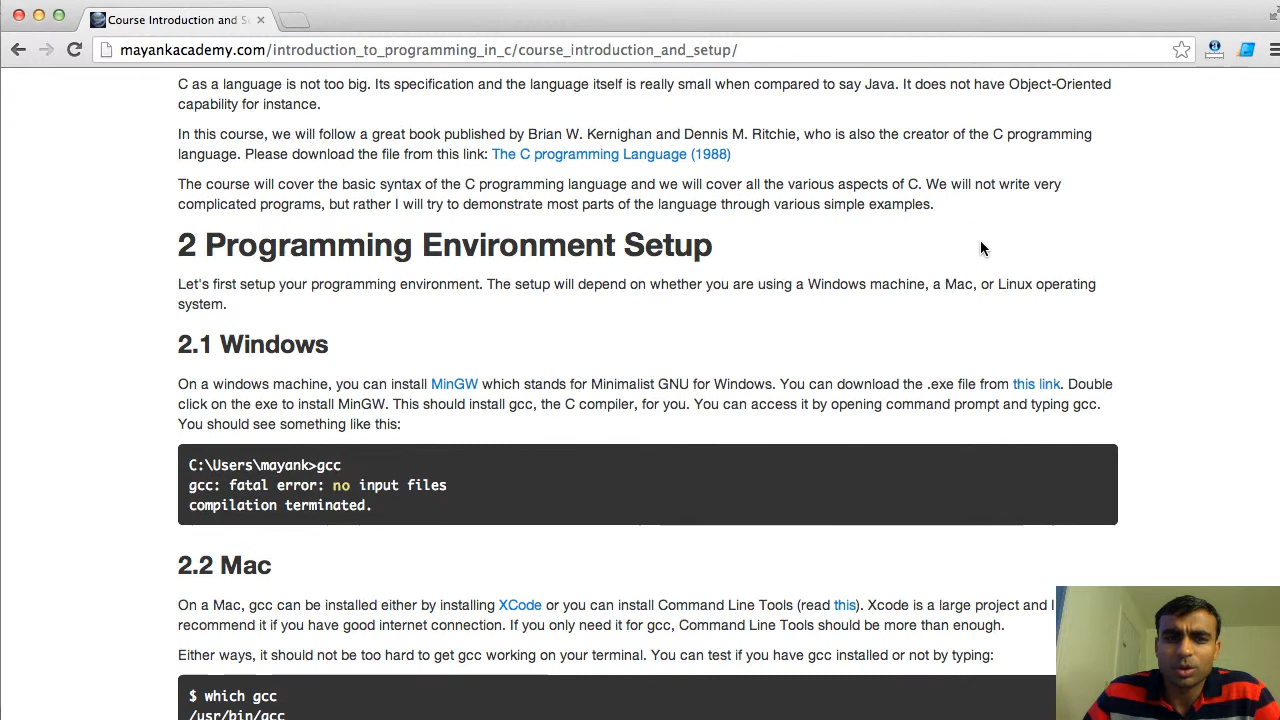 Course Introduction and S
mayankacademy.com/introduction_to_programming_in_c/course_introduction_and_setup/
C as a language is not too big. Its specification and the language itself is really small when compared to say Java. It does not have Object-Oriented
capability for instance.
In this course, we will follow a great book published by Brian W. Kernighan and Dennis M. Ritchie, who is also the creator of the C programming
language. Please download the file from this link: The C programming Language (1988)
The course will cover the basic syntax of the C programming language and we will cover all the various aspects of C. We will not write very
complicated programs, but rather I will try to demonstrate most parts of the language through various simple examples.
2 Programming Environment Setup
Let's first setup your programming environment. The setup will depend on whether you are using a Windows machine, a Mac, or Linux operating
system.
2.1 Windows
On a windows machine, you can install MinGW which stands for Minimalist GNU for Windows. You can download the .exe file from this link. Double
click on the exe to install MinGW. This should install gcc, the C compiler, for you. You can access it by opening command prompt and typing gcc.
You should see something like this:
C:\Users\mayank>gcc
gcc: fatal error: no input files
compilation terminated.
2.2 Mac
On a Mac, gcc can be installed either by installing XCode or you can install Command Line Tools (read this). Xcode is a large project and I
recommend it if you have good internet connection. If you only need it for gcc, Command Line Tools should be more than enough.
Either ways, it should not be too hard to get gcc working on your terminal. You can test if you have gcc installed or not by typing:
$ which gcc
/usr/bin/gcc